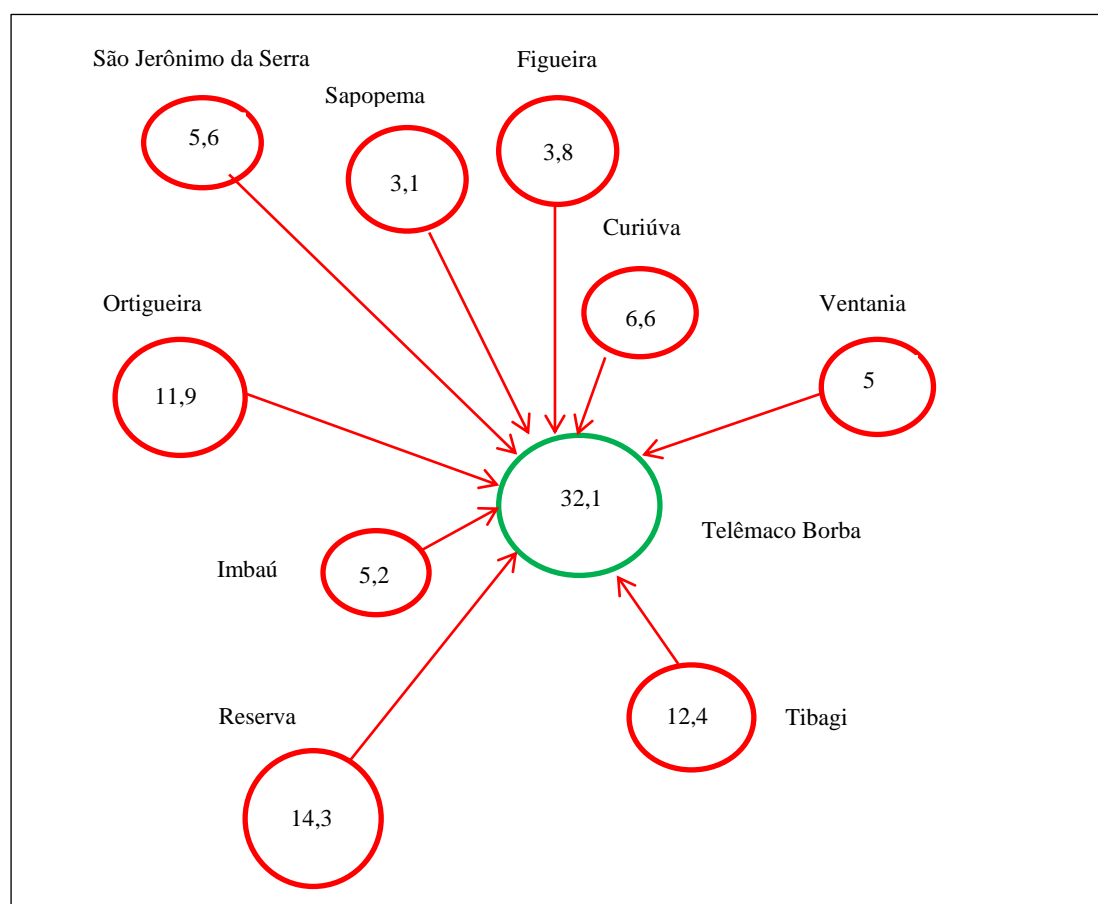 São Jerônimo da Serra
Figueira
Sapopema
5,6
3,8
3,1
Curiúva
Ortigueira
Ventania
6,6
11,9
5
32,1
Telêmaco Borba
Imbaú
5,2
Reserva
12,4
Tibagi
14,3